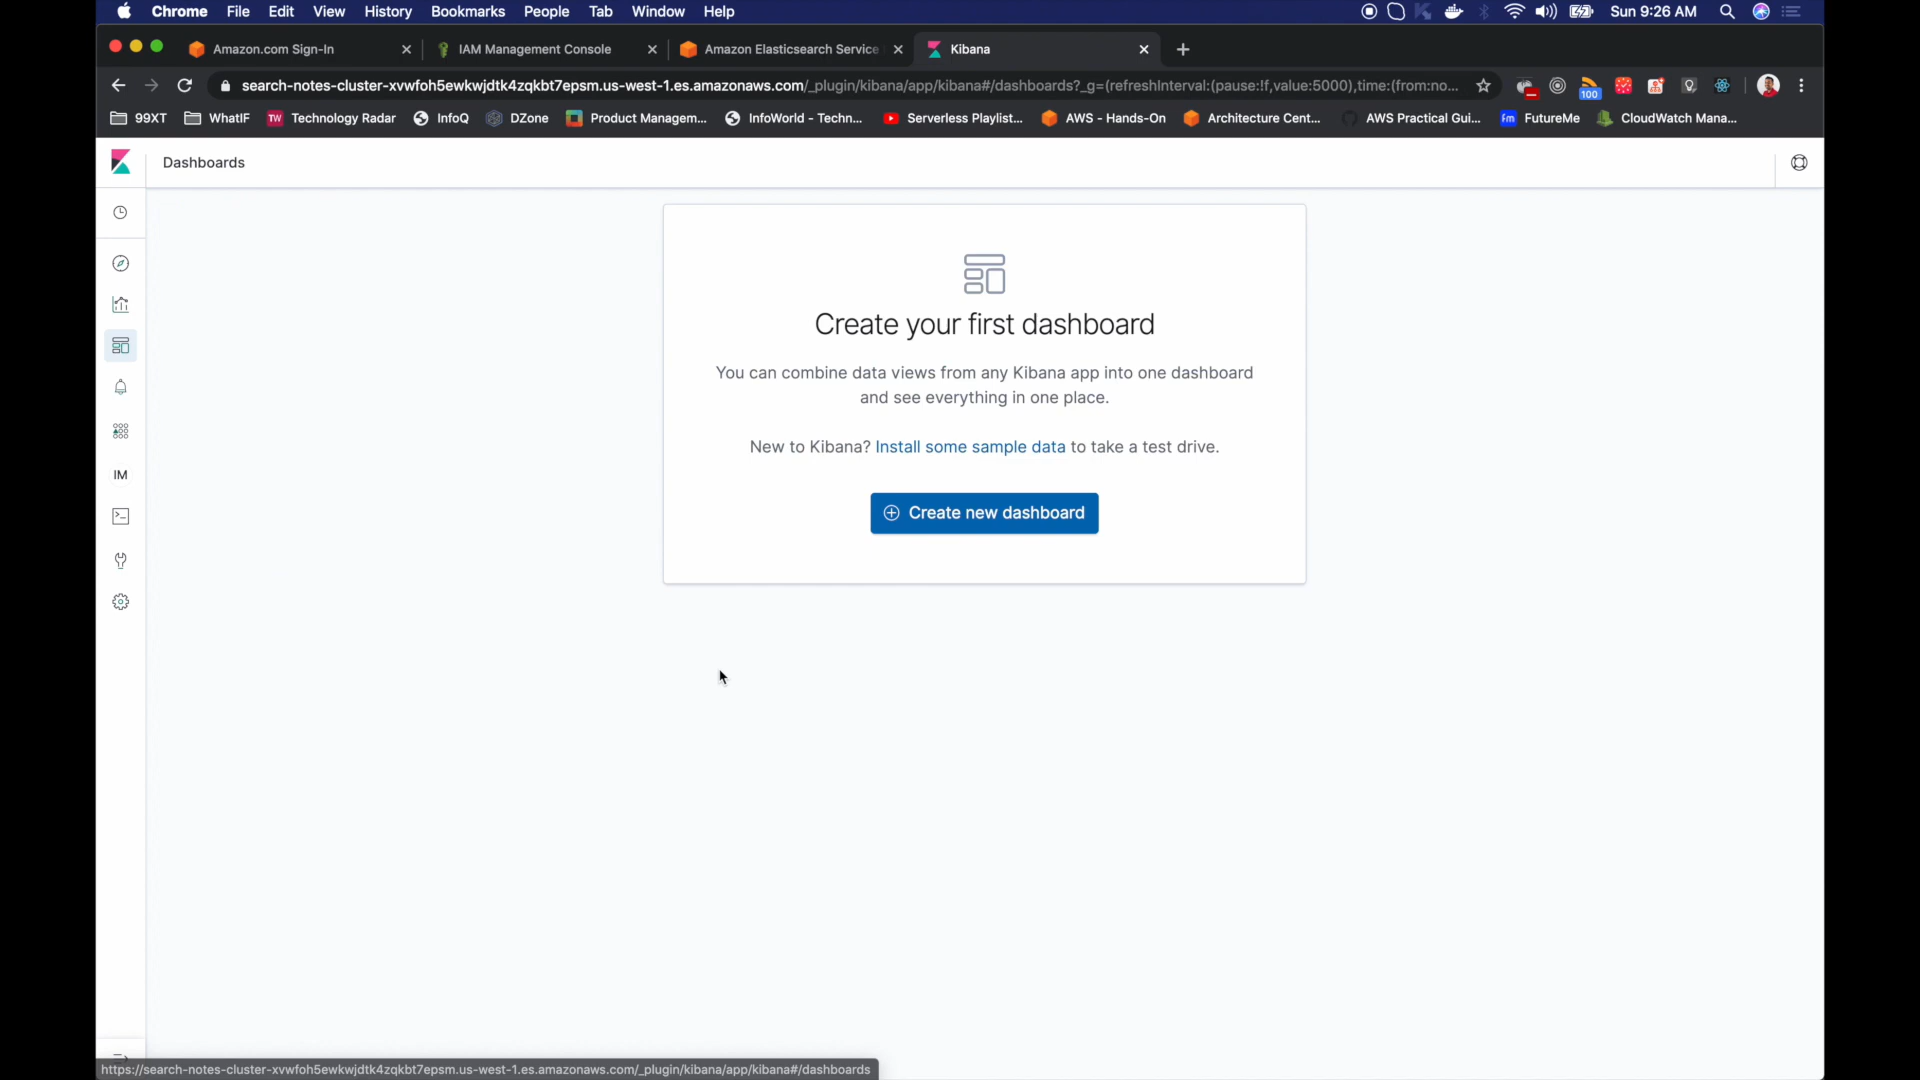 Chrome File Edit View History Bookmarks People Tab Window Help Sun 9:26 AM
Amazon.com Sign-In IAM Management Console Amazon Elasticsearch Service Kibana
search-notes-cluster-xvwfoh5ewkwjdtk4zqkbt7epsm.us-west-1.es.amazonaws.com/_plugin/kibana/app/kibana#/dashboards?_g=(refreshInterval:(pause:!f,value:5000),time:(from:no... 100
99XT WhatIF TW Technology Radar InfoQ DZone Product Managem... InfoWorld - Techn... Serverless Playlist... AWS - Hands-On Architecture Cent... AWS Practical Gui... fm FutureMe CloudWatch Mana...
Dashboards
Create your first dashboard
You can combine data views from any Kibana app into one dashboard
and see everything in one place.
New to Kibana? Install some sample data to take a test drive.
IM
Create new dashboard
https://search-notes-cluster-xvwfoh5ewkwjdtk4zqkbt7epsm.us-west-1.es.amazonaws.com/_plugin/kibana/app/kibana#/dashboards